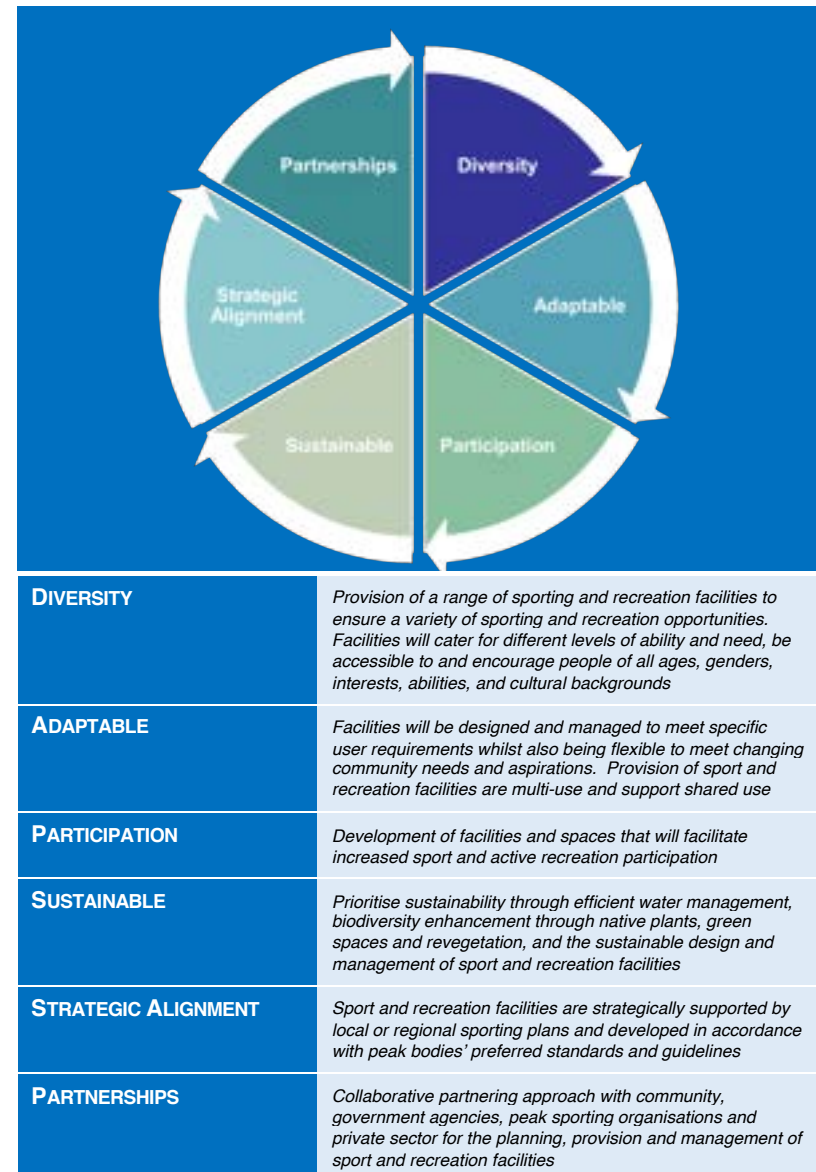 Partnerships
Diversity
Strategic
Alignment
Adaptable
Sustainable
Participation
DIVERSITY
Provision of a range of sporting and recreation facilities to
ensure a variety of sporting and recreation opportunities.
Facilities will cater for different levels of ability and need, be
accessible to and encourage people of all ages, genders,
interests, abilities, and cultural backgrounds
ADAPTABLE
Facilities will be designed and managed to meet specific
user requirements whilst also being flexible to meet changing
community needs and aspirations.  Provision of sport and
recreation facilities are multi-use and support shared use
PARTICIPATION
Development of facilities and spaces that will facilitate
increased sport and active recreation participation
SUSTAINABLE
Prioritise sustainability through efficient water management,
biodiversity enhancement through native plants, green
spaces and revegetation, and the sustainable design and
management of sport and recreation facilities
STRATEGIC ALIGNMENT
Sport and recreation facilities are strategically supported by
local or regional sporting plans and developed in accordance
with peak bodies’ preferred standards and guidelines
PARTNERSHIPS
Collaborative partnering approach with community,
government agencies, peak sporting organisations and
private sector for the planning, provision and management of
sport and recreation facilities